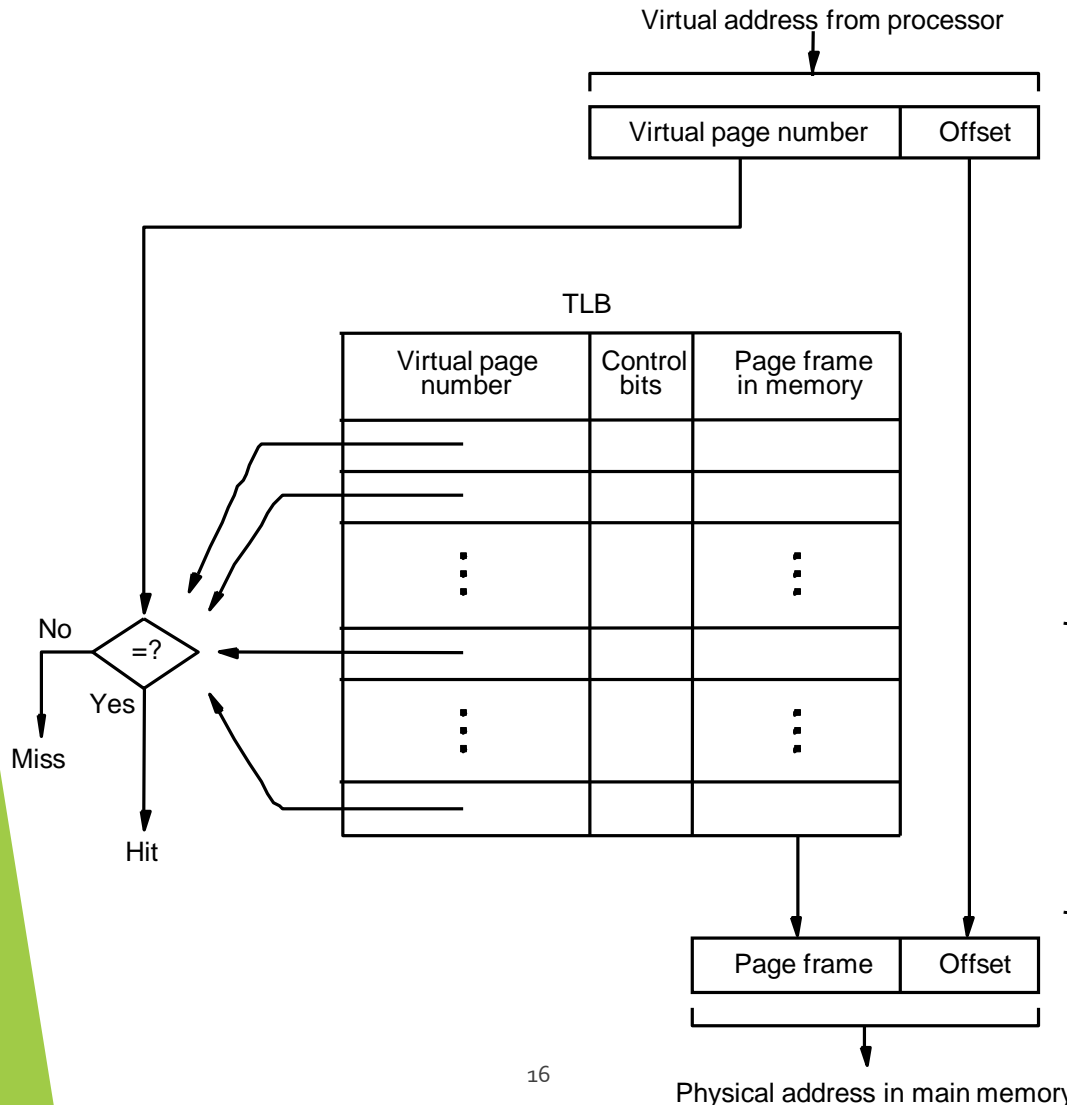 Virtual address from processor
Virtual page number Offset
TLB
Virtual page Control Page frame
number bits in memory
No
=?
Yes
Miss
Hit
Page frame Offset
16
Physical address in main memory